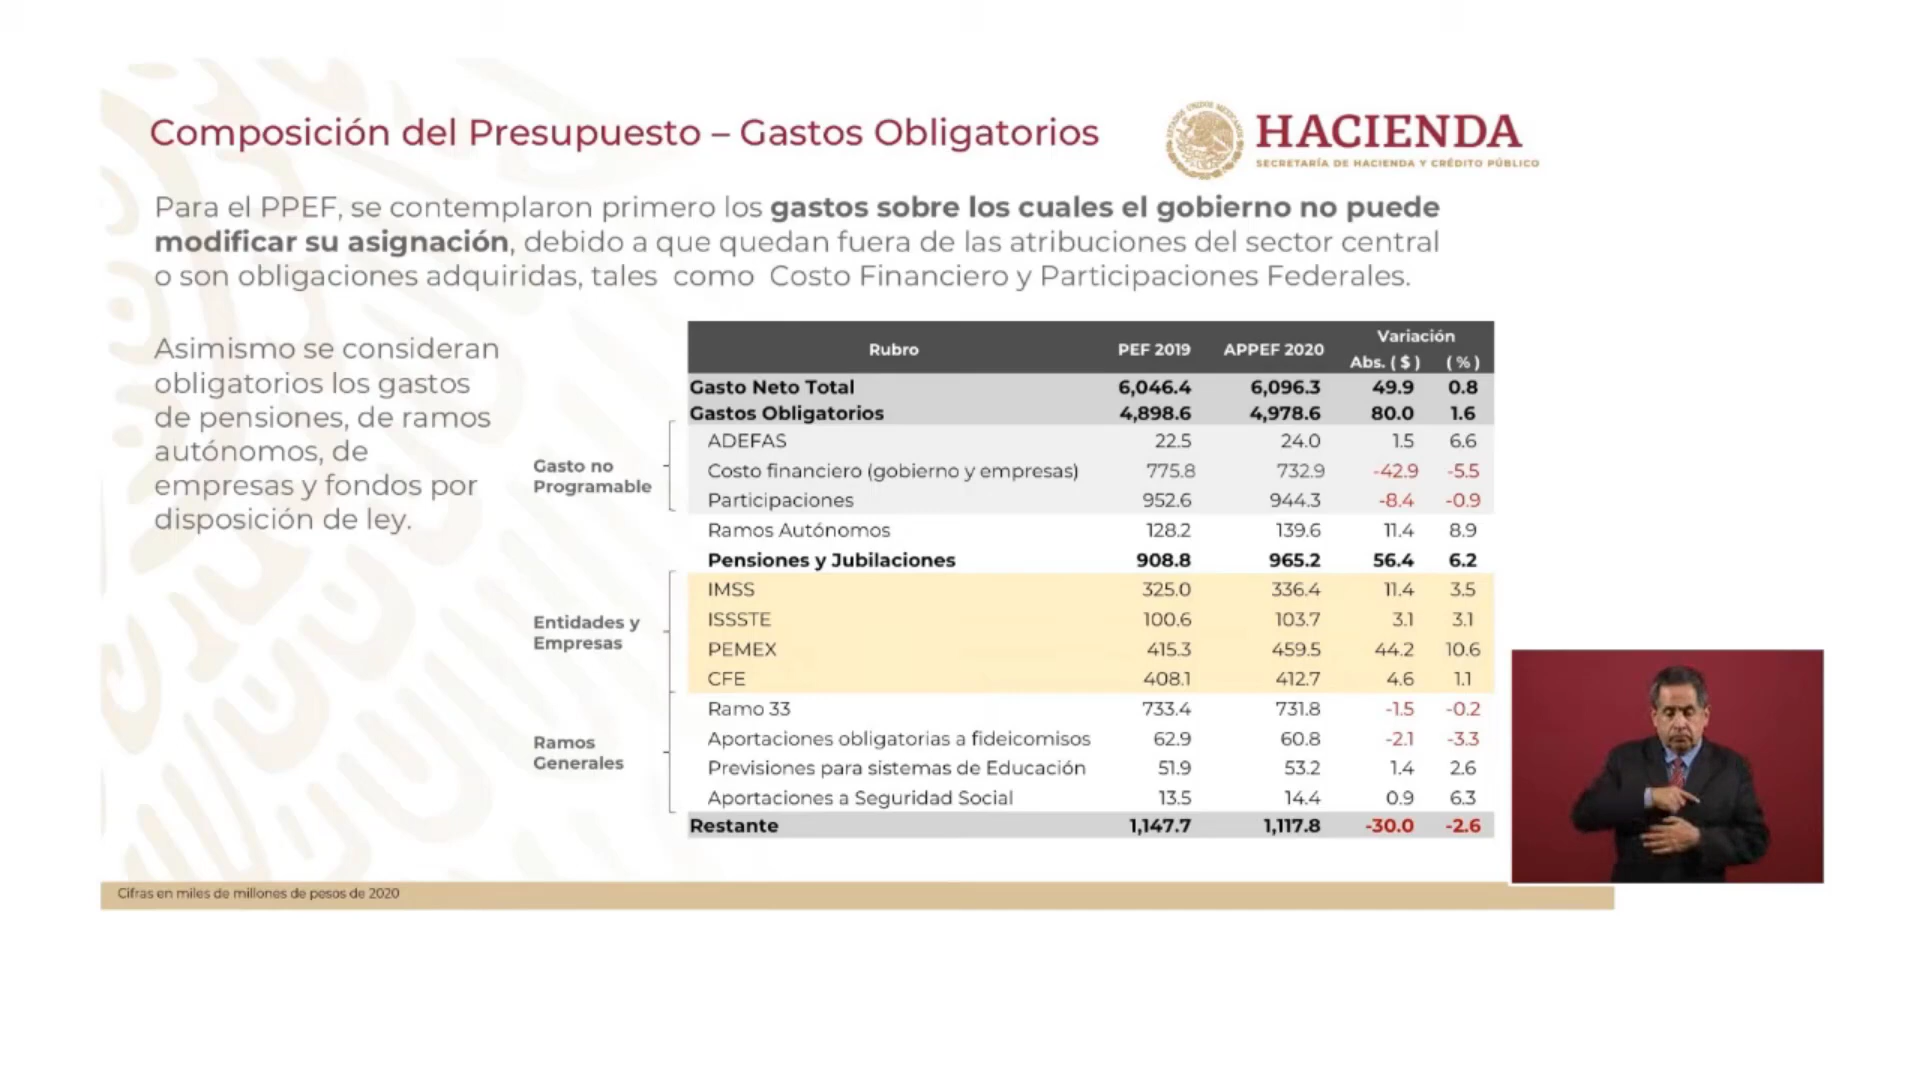 Composición del Presupuesto – Gastos Obligatorios
HACIENDA
SECRETARÍA DE HACIENDA Y CRÉDITO PÚBLICO
Para el PPEF, se contemplaron primero los gastos sobre los cuales el gobierno no puede
modificar su asignación, debido a que quedan fuera de las atribuciones del sector central
o son obligaciones adquiridas, tales como Costo Financiero y Participaciones Federales.
Asimismo se consideran
obligatorios los gastos
de pensiones, de ramos
autónomos, de
empresas y fondos por
disposición de ley.
Rubro PEF 2019 APPEF 2020 Variación
Abs. ( $ ) ( % )
Gasto Neto Total 6,046.4 6,096.3 49.9 0.8
Gastos Obligatorios 4,898.6 4,978.6 80.0 1.6
Gasto no
Programable
ADEFAS 22.5 24.0 1.5 6.6
Costo financiero (gobierno y empresas) 775.8 732.9 -42.9 -5.5
Participaciones 952.6 944.3 -8.4 -0.9
Ramos Autónomos 128.2 139.6 11.4 8.9
Pensiones y Jubilaciones 908.8 965.2 56.4 6.2
Entidades y
Empresas
IMSS 325.0 336.4 11.4 3.5
ISSSTE 100.6 103.7 3.1 3.1
PEMEX 415.3 459.5 44.2 10.6
CFE 408.1 412.7 4.6 1.1
Ramos
Generales
Ramo 33 733.4 731.8 -1.5 -0.2
Aportaciones obligatorias a fideicomisos 62.9 60.8 -2.1 -3.3
Previsiones para sistemas de Educación 51.9 53.2 1.4 2.6
Aportaciones a Seguridad Social 13.5 14.4 0.9 6.3
Restante 1,147.7 1,117.8 -30.0 -2.6
Cifras en miles de millones de pesos de 2020